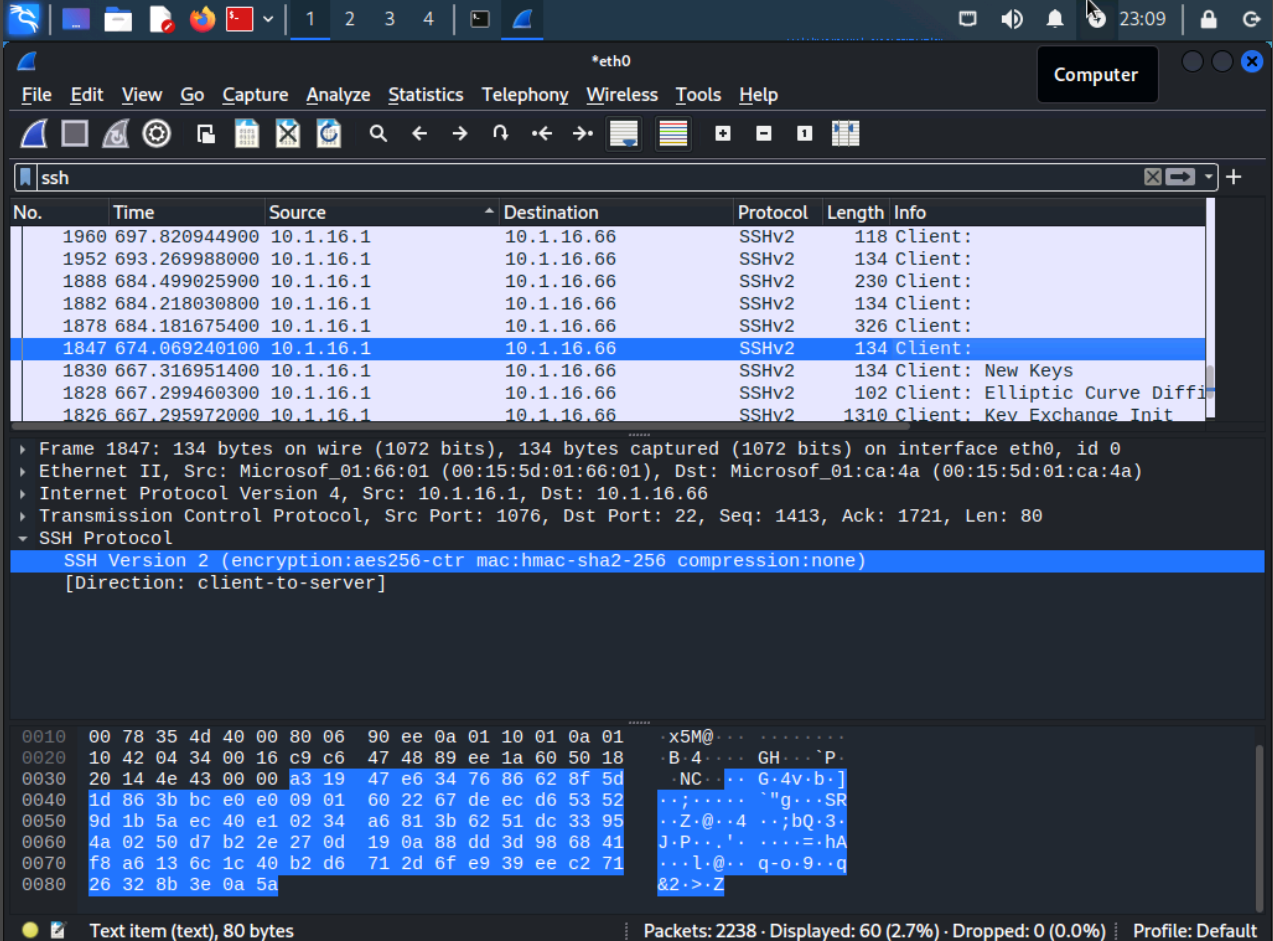 1 2 3 4 23:09
*eth0
Computer
File Edit View Go Capture Analyze Statistics Telephony Wireless Tools Help
ssh
No. Time Source Destination Protocol Length Info
1960 697.820944900 10.1.16.1 10.1.16.66 SSHv2 118 Client:
1952 693.269988000 10.1.16.1 10.1.16.66 SSHv2 134 Client:
1888 684.499025900 10.1.16.1 10.1.16.66 SSHv2 230 Client:
1882 684.218030800 10.1.16.1 10.1.16.66 SSHv2 134 Client:
1878 684.181675400 10.1.16.1 10.1.16.66 SSHv2 326 Client:
1847 674.069240100 10.1.16.1 10.1.16.66 SSHv2 134 Client:
1830 667.316951400 10.1.16.1 10.1.16.66 SSHv2 134 Client: New Keys
1828 667.299460300 10.1.16.1 10.1.16.66 SSHv2 102 Client: Elliptic Curve Diffi
1826 667.295972000 10.1.16.1 10.1.16.66 SSHv2 1310 Client: Key Exchange Init
Frame 1847: 134 bytes on wire (1072 bits), 134 bytes captured (1072 bits) on interface eth0, id 0
Ethernet II, Src: Microsof_01:66:01 (00:15:5d:01:66:01), Dst: Microsof_01:ca:4a (00:15:5d:01:ca:4a)
Internet Protocol Version 4, Src: 10.1.16.1, Dst: 10.1.16.66
Transmission Control Protocol, Src Port: 1076, Dst Port: 22, Seq: 1413, Ack: 1721, Len: 80
SSH Protocol
SSH Version 2 (encryption:aes256-ctr mac:hmac-sha2-256 compression:none)
[Direction: client-to-server]
0010 00 78 35 4d 40 00 80 06 90 ee 0a 01 10 01 0a 01 ·x5M@··· ········
0020 10 42 04 34 00 16 c9 c6 47 48 89 ee 1a 60 50 18 ·B·4···· GH···`P·
0030 20 14 4e 43 00 00 a3 19 47 e6 34 76 86 62 8f 5d ·NC···· G·4v·b·]
0040 1d 86 3b bc e0 e0 09 01 60 22 67 de ec d6 53 52 ··;····· `"g···SR
0050 9d 1b 5a ec 40 e1 02 34 a6 81 3b 62 51 dc 33 95 ··Z·@··4 ··;bQ·3·
0060 4a 02 50 d7 b2 2e 27 0d 19 0a 88 dd 3d 98 68 41 J·P··.'· ····=·hA
0070 f8 a6 13 6c 1c 40 b2 d6 71 2d 6f e9 39 ee c2 71 ···l·@·· q-o·9··q
0080 26 32 8b 3e 0a 5a &2·>·Z
Text item (text), 80 bytes Packets: 2238 · Displayed: 60 (2.7%) · Dropped: 0 (0.0%) Profile: Default